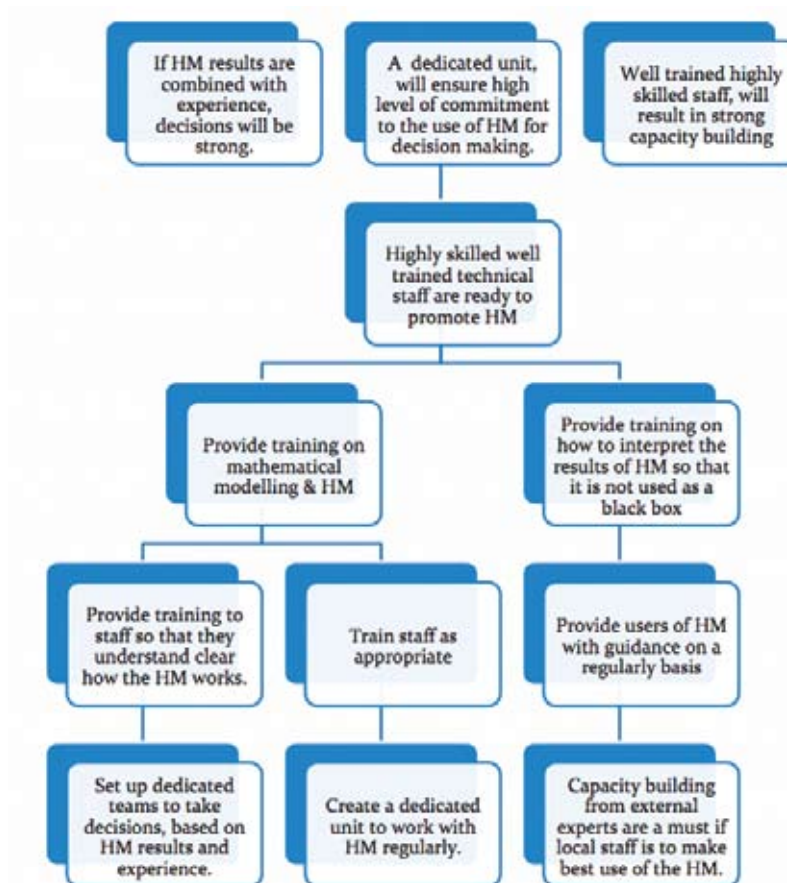 If HM results are
combined with
experience,
decisions will be
strong.
A dedicated unit,
will ensure high
level of commitment
to the use of HM for
decision making.
Well trained highly
skilled staff, will
result in strong
capacity building
Highly skilled well
trained technical
staff are ready to
promote HM
Provide training on
mathematical
modelling & HM
Provide training on
how to interpret the
results of HM so that
it is not used as a
black box
Provide training to
staff so that they
understand clear
how the HM works.
Train staff as
appropriate
Provide users of HM
with guidance on a
regularly basis
Set up dedicated
teams to take
decisions, based on
HM results and
experience.
Create a dedicated
unit to work with
HM regularly.
Capacity building
from external
experts are a must if
local staff is to make
best use of the HM.